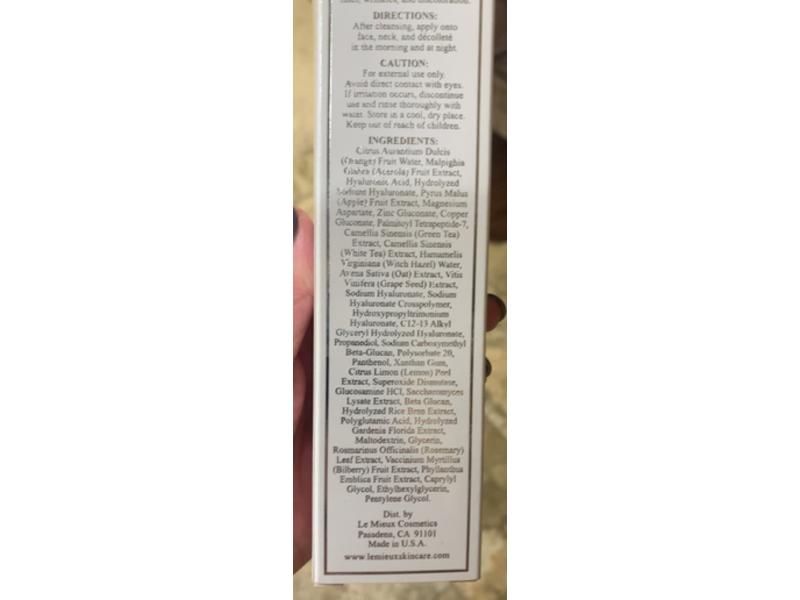 lines, wrinkles, and discoloration.
DIRECTIONS:
After cleansing, apply onto
face, neck, and décolleté
in the morning and at night.
CAUTION:
For external use only.
Avoid direct contact with eyes.
If irritation occurs, discontinue
use and rinse thoroughly with
water. Store in a cool, dry place.
Keep out of reach of children.
INGREDIENTS:
Citrus Aurantium Dulcis
(Orange) Fruit Water, Malpighia
Glabra (Acerola) Fruit Extract,
Hyaluronic Acid, Hydrolyzed
Sodium Hyaluronate, Pyrus Malus
(Apple) Fruit Extract, Magnesium
Aspartate, Zinc Gluconate, Copper
Gluconate, Palmitoyl Tetrapeptide-7,
Camellia Sinensis (Green Tea)
Extract, Camellis Sinensis
(White Tea) Extract, Hamamelis
Virginiana (Witch Hazel) Water,
Avena Sativa (Oat) Extract, Vitis
Vinifera (Grape Seed) Extract,
Sodium Hyaluronate, Sodium
Hyaluronate Crosspolymer,
Hydroxypropyltrimonium
Hyaluronate, C12-13 Alkyl
Glyceryl Hydrolyzed Hyaluronate,
Propanediol, Sodium Carboxymethyl
Beta-Glucan, Polysorbate 20,
Panthenol, Xanthan Gum,
Citrus Limon (Lemon) Peel
Extract, Superoxide Dismutase,
Glucosamine HCl, Saccharomyces
Lysate Extract, Beta Glucan,
Hydrolyzed Rice Bran Extract,
Polyglutamic Acid, Hydrolyzed
Gardenia Florida Extract,
Maltodextrin, Glycerin,
Rosmarinus Officinalis (Rosemary)
Leaf Extract, Vaccinium Myrtillus
(Bilberry) Fruit Extract, Phyllanthus
Emblica Fruit Extract, Caprylyl
Glycol, Ethylhexylglycerin,
Pentylene Glycol.
Dist. by
Le Mieux Cosmetics
Pasadena, CA 91101
Made in U.S.A.
www.lemieuxskincare.com